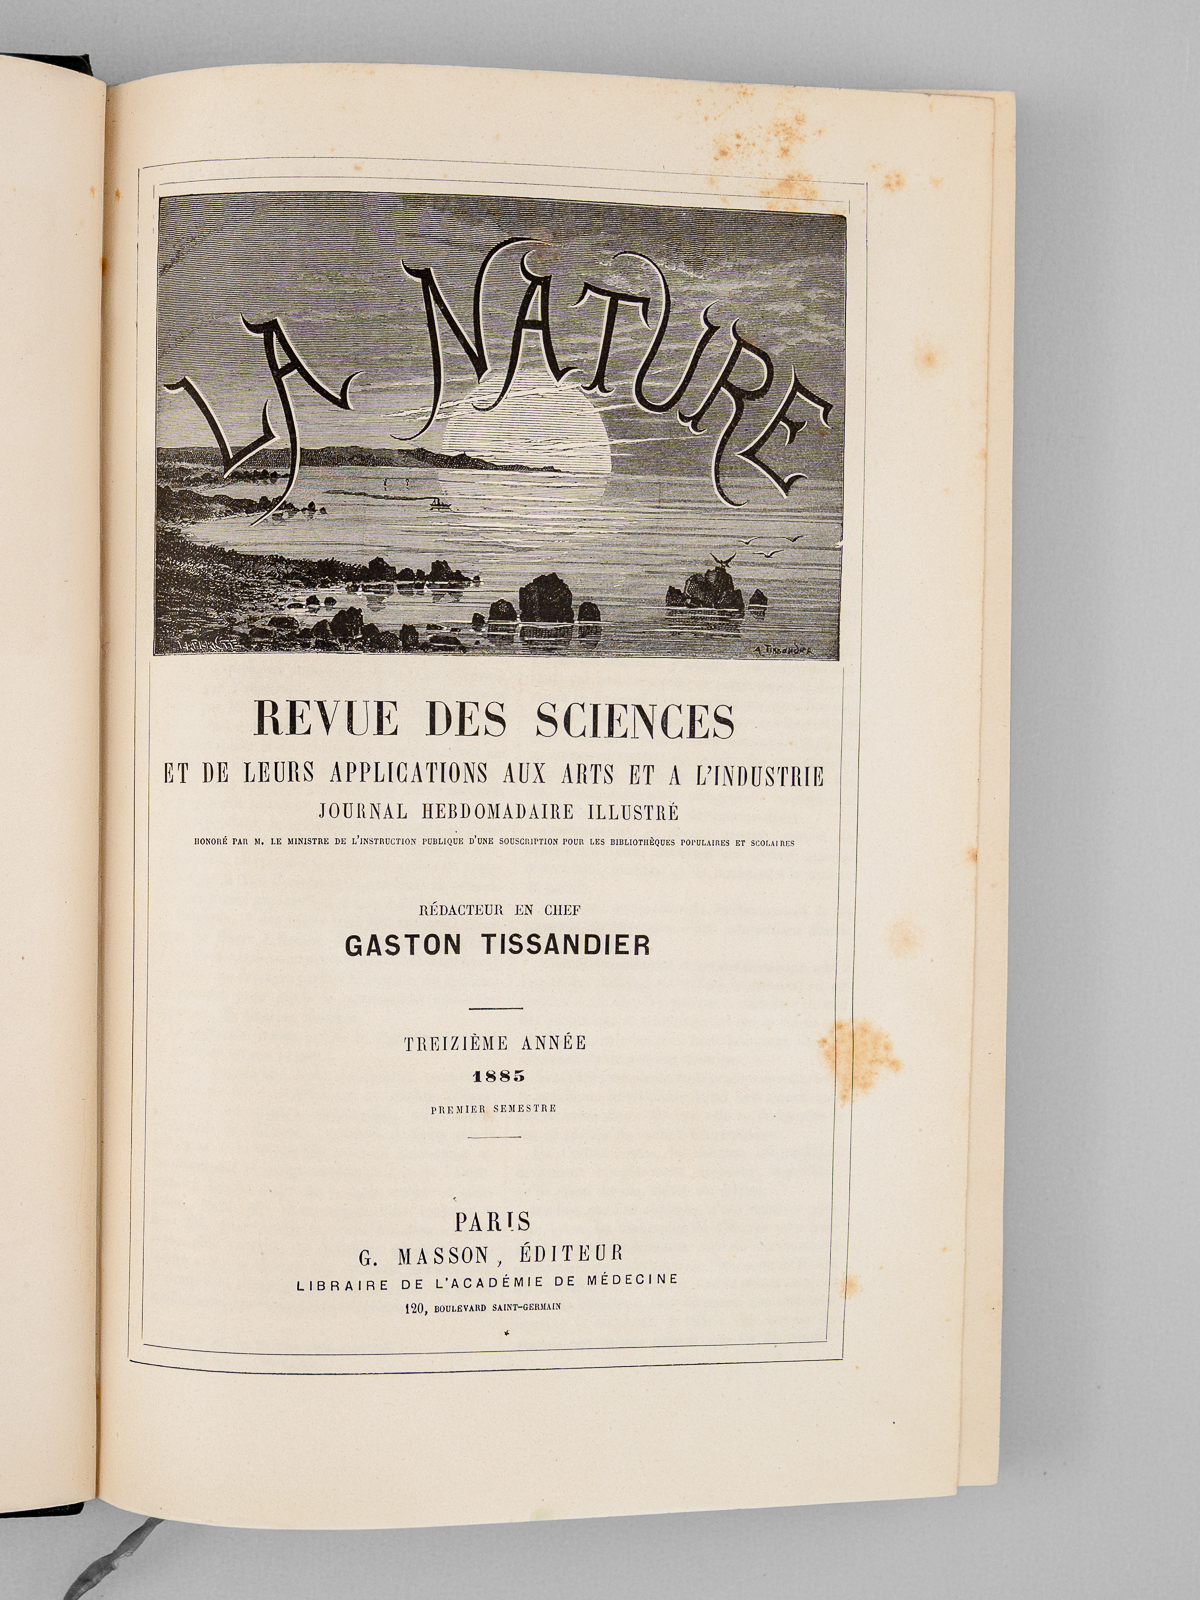 LA NATURE
A. TISSANDIER
REVUE DES SCIENCES
ET DE LEURS APPLICATIONS AUX ARTS ET A L'INDUSTRIE
JOURNAL HEBDOMADAIRE ILLUSTRÉ
HONORÉ PAR M. LE MINISTRE DE L'INSTRUCTION PUBLIQUE D'UNE SOUSCRIPTION POUR LES BIBLIOTHÈQUES POPULAIRES ET SCOLAIRES
RÉDACTEUR EN CHEF
GASTON TISSANDIER
TREIZIÈME ANNÉE
1885
PREMIER SEMESTRE
PARIS
G. MASSON, ÉDITEUR
LIBRAIRE DE L'ACADÉMIE DE MÉDECINE
120, BOULEVARD SAINT-GERMAIN